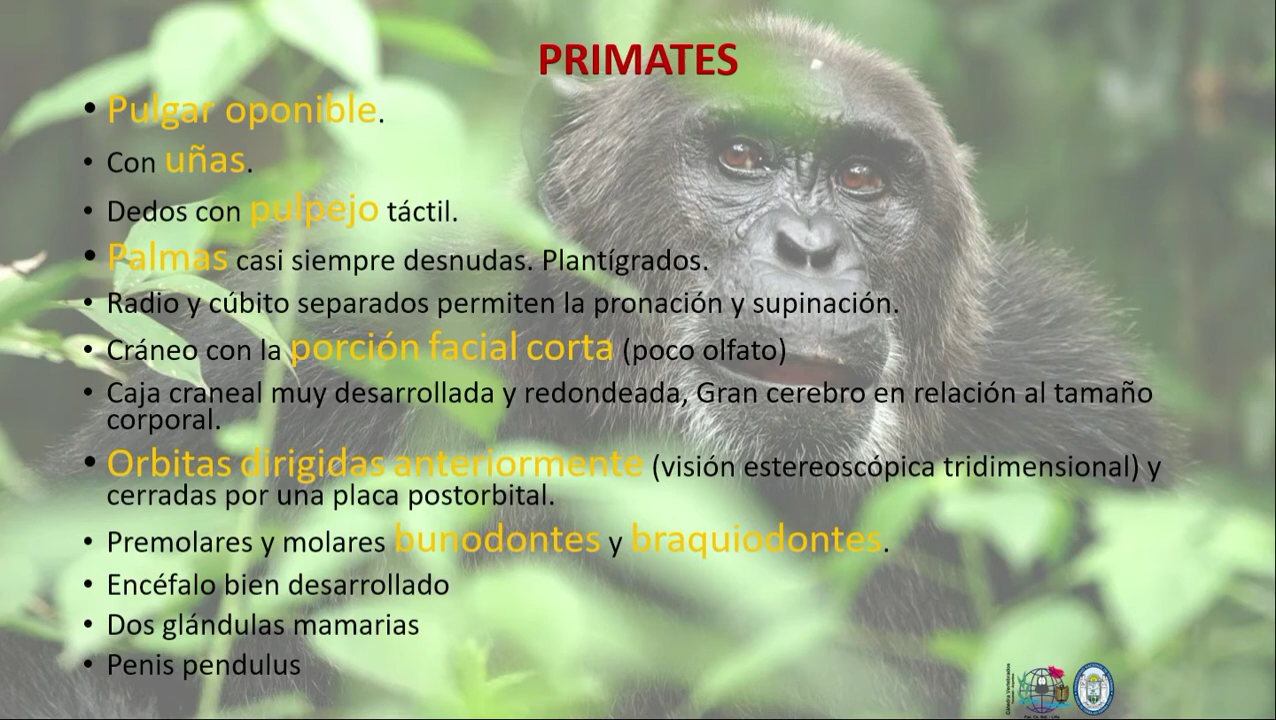 PRIMATES
• Pulgar oponible.
• Con uñas.
• Dedos con pulpejo táctil.
• Palmas casi siempre desnudas. Plantígrados.
• Radio y cúbito separados permiten la pronación y supinación.
• Cráneo con la porción facial corta (poco olfato)
• Caja craneal muy desarrollada y redondeada, Gran cerebro en relación al tamaño
corporal.
• Orbitas dirigidas anteriormente (visión estereoscópica tridimensional) y
cerradas por una placa postorbital.
• Premolares y molares bunodontes y braquiodontes.
• Encéfalo bien desarrollado
• Dos glándulas mamarias
• Penis pendulus